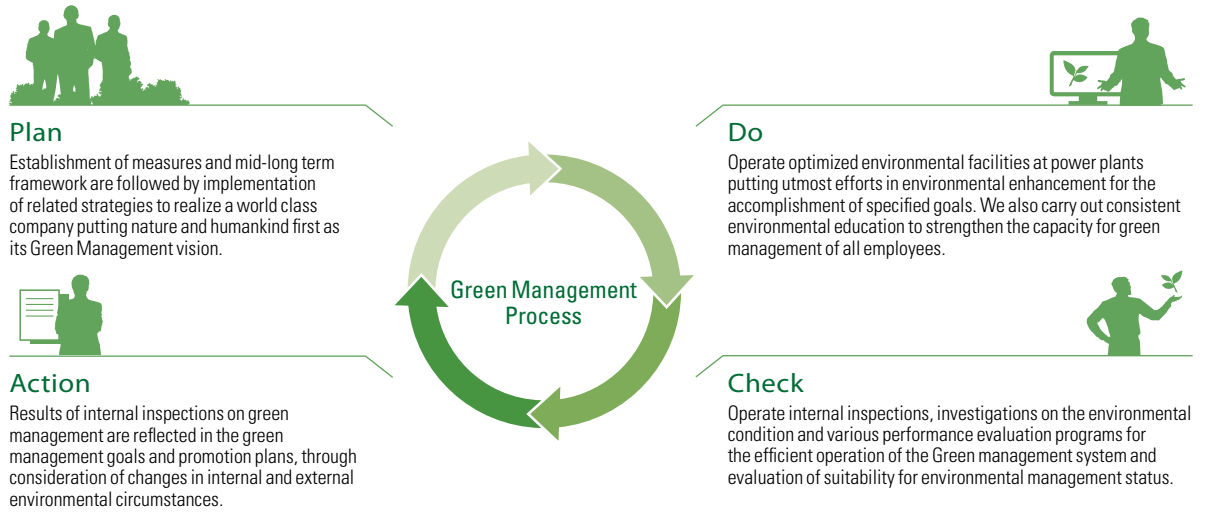 Plan
Establishment of measures and mid-long term
framework are followed by implementation
of related strategies to realize a world class
company putting nature and humankind first as
its Green Management vision.
Do
Operate optimized environmental facilities at power plants
putting utmost efforts in environmental enhancement for the
accomplishment of specified goals. We also carry out consistent
environmental education to strengthen the capacity for green
management of all employees.
Green Management
Process
Action
Results of internal inspections on green
management are reflected in the green
management goals and promotion plans, through
consideration of changes in internal and external
environmental circumstances.
Check
Operate internal inspections, investigations on the environmental
condition and various performance evaluation programs for
the efficient operation of the Green management system and
evaluation of suitability for environmental management status.